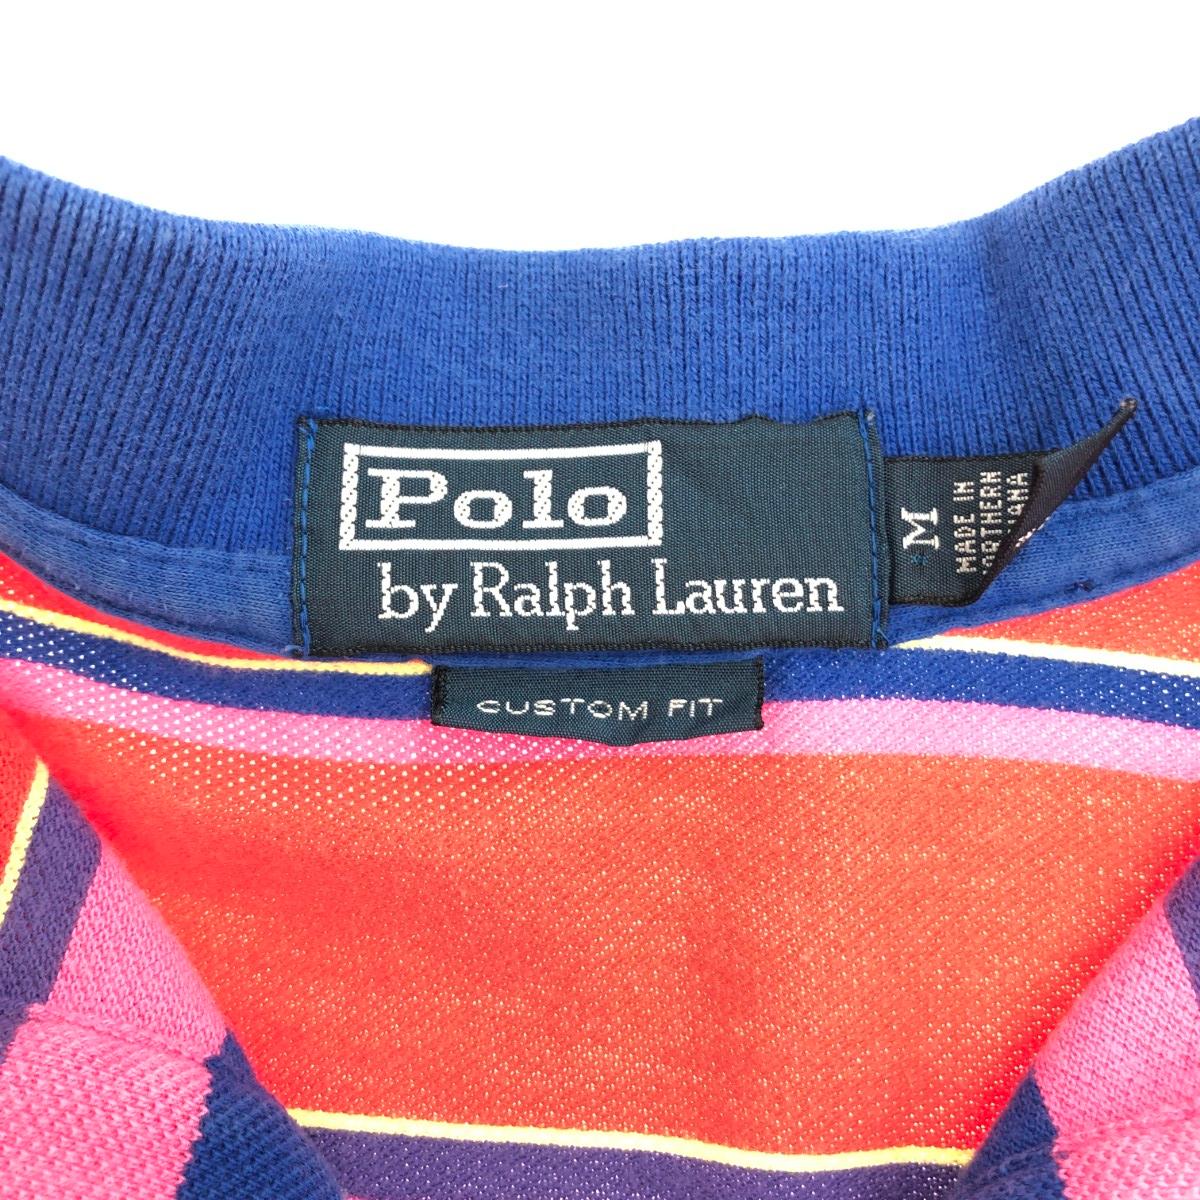 Polo
by Ralph Lauren
CUSTOM FIT
M
MADE IN